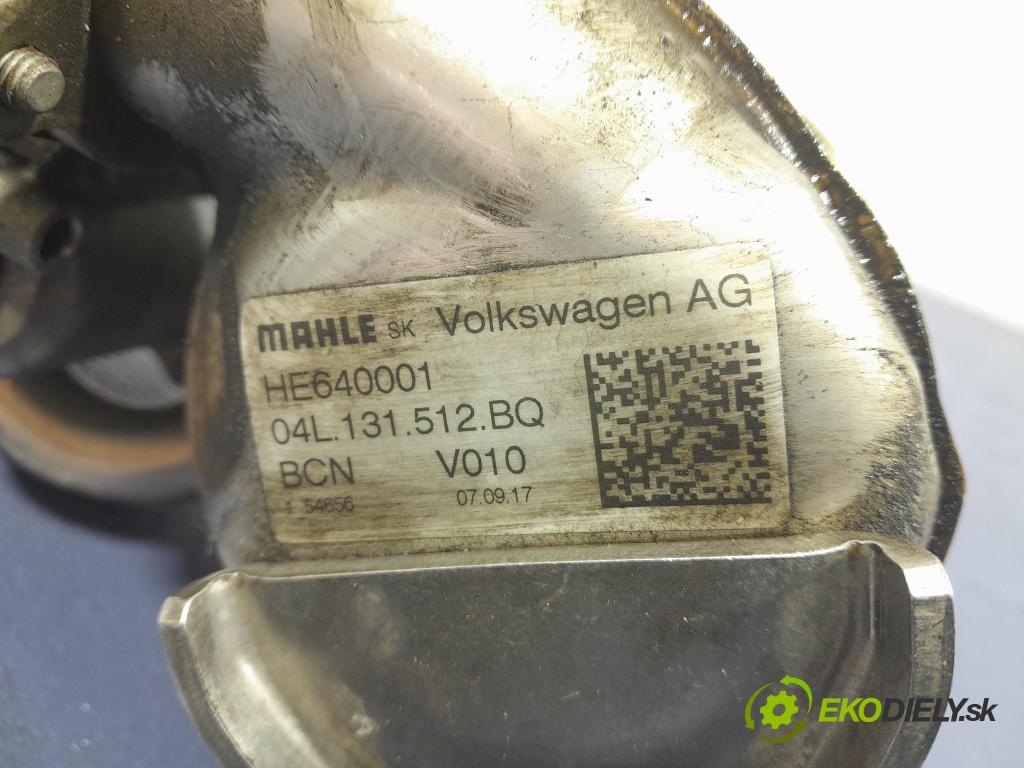 MAHLE SK Volkswagen AG
HE640001
04L.131.512.BQ
BCN V010
1 54656 07.09.17
EKODIELY.sk